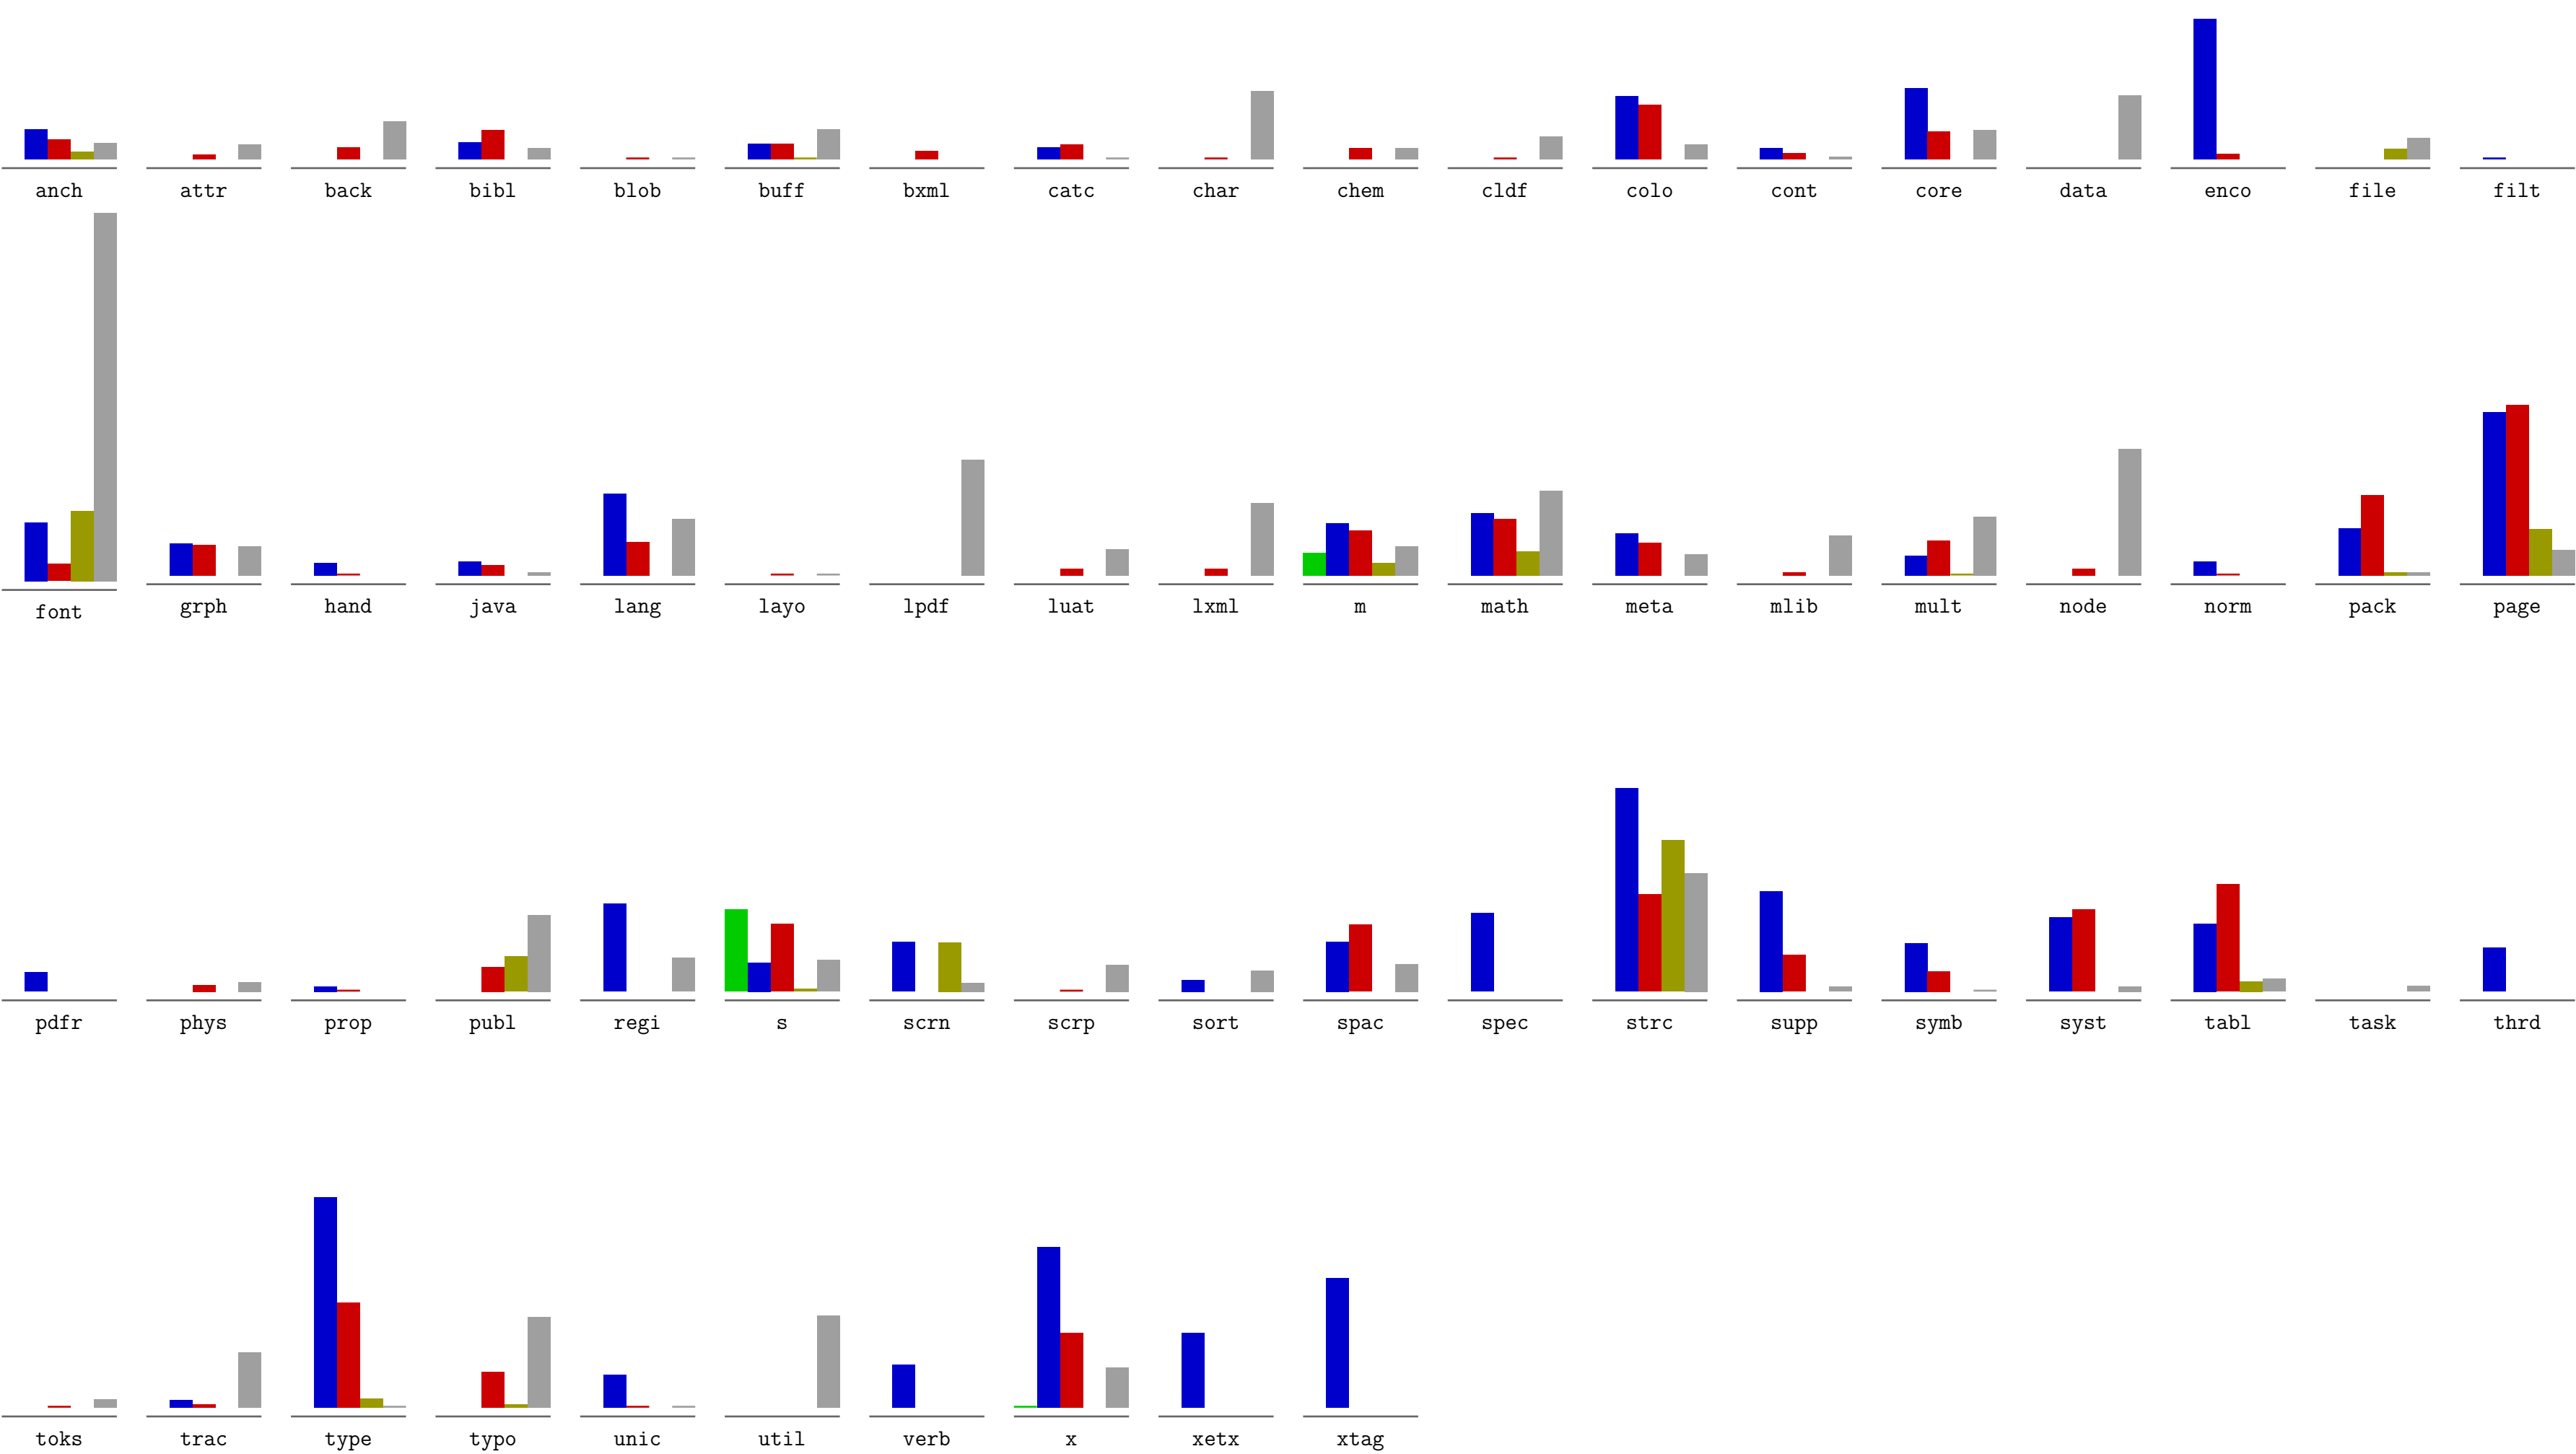 anch attr back bibl blob buff bxml catc char chem cldf colo cont core data enco file filt
font grph hand java lang layo lpdf luat lxml m math meta mlib mult node norm pack page
pdfr phys prop publ regi s scrn scrp sort spac spec strc supp symb syst tabl task thrd
toks trac type typo unic util verb x xetx xtag